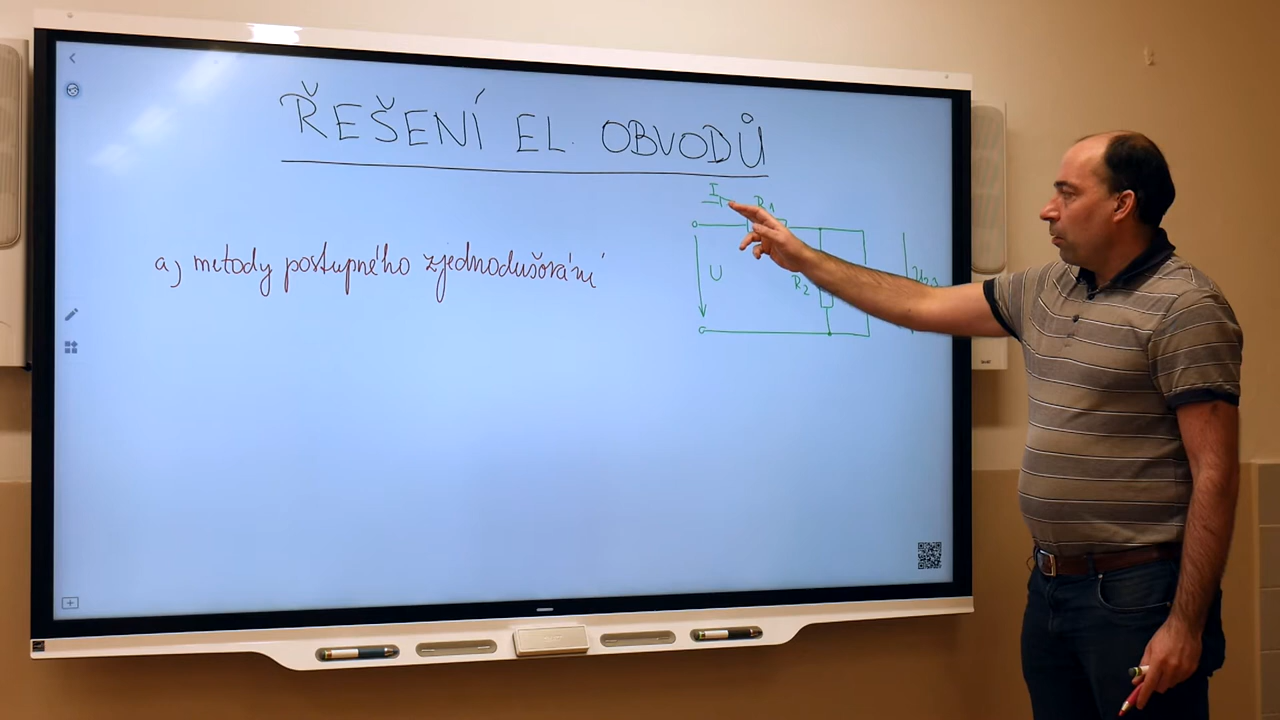 ŘEŠENÍ EL. OBVODŮ
I
R1
a) metody postupného zjednodušování
U
R2